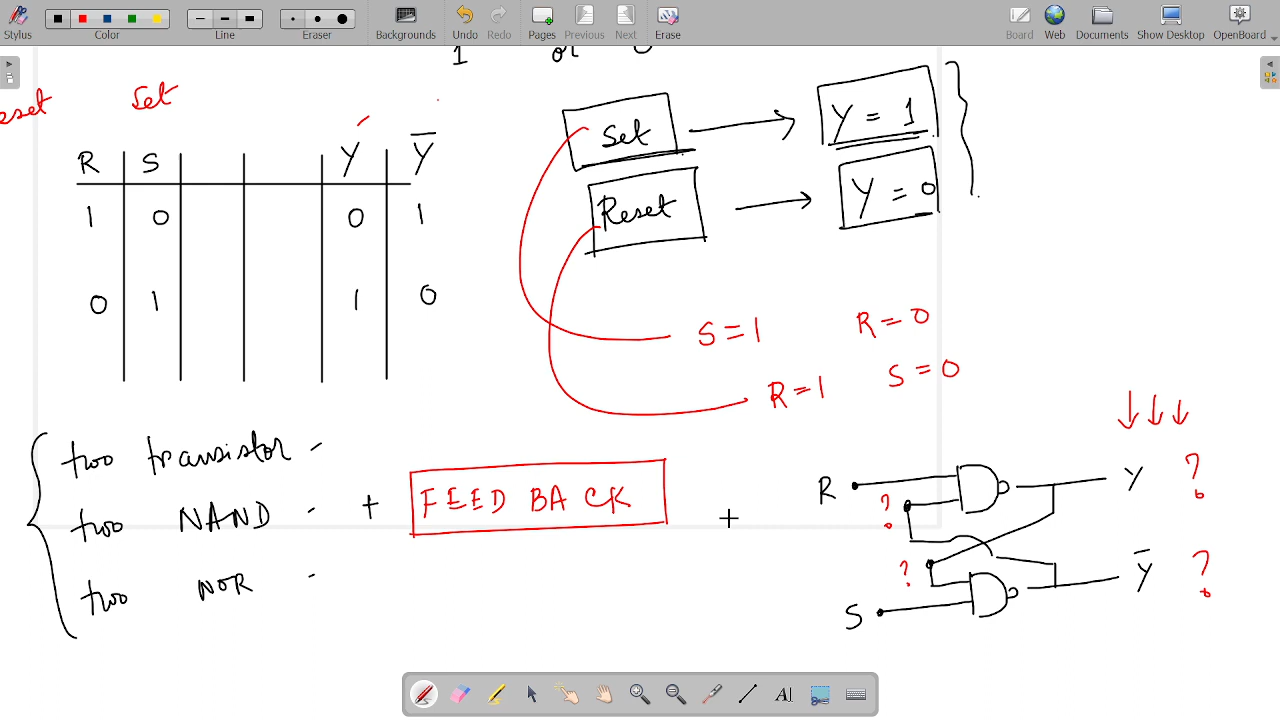 Stylus Color Line Eraser Backgrounds Undo Redo Pages Previous Next Erase Board Web Documents Show Desktop OpenBoard
1 or
Set
R S Y Y̅
1 0 0 1
0 1 1 0
Set → Y = 1
Reset → Y = 0
S = 1 R = 0
R = 1 S = 0
two transistor -
two NAND - + FEED BACK +
two NOR -
R ? Y ?
? Y̅ ?
S